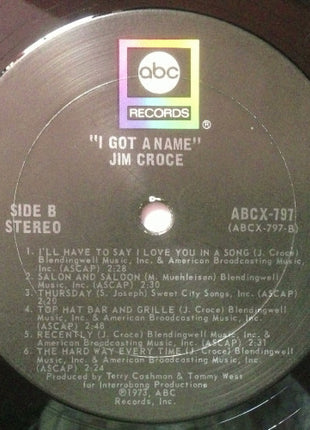 abc
RECORDS
®
"I GOT A NAME"
JIM CROCE
SIDE B
STEREO
ABCX-797
(ABCX-797-B)
1. I'LL HAVE TO SAY I LOVE YOU IN A SONG (J. Croce)
Blendingwell Music, Inc. & American Broadcasting Music,
Inc. (ASCAP) 2:28
2. SALON AND SALOON (M. Muehleisen) Blendingwell
Music, Inc. (ASCAP) 2:30
3. THURSDAY (S. Joseph) Sweet City Songs, Inc. (ASCAP)
2:20
4. TOP HAT BAR AND GRILLE (J. Croce) Blendingwell
Music, Inc. & American Broadcasting Music, Inc.
(ASCAP) 2:48
5. RECENTLY (J. Croce) Blendingwell Music, Inc. &
American Broadcasting Music, Inc. (ASCAP) 2:31
6. THE HARD WAY EVERY TIME (J. Croce) Blendingwell
Music, Inc. & American Broadcasting Music, Inc.
(ASCAP) 2:24
Produced by Terry Cashman & Tommy West
for Interrobang Productions
©1973, ABC
Records, Inc.